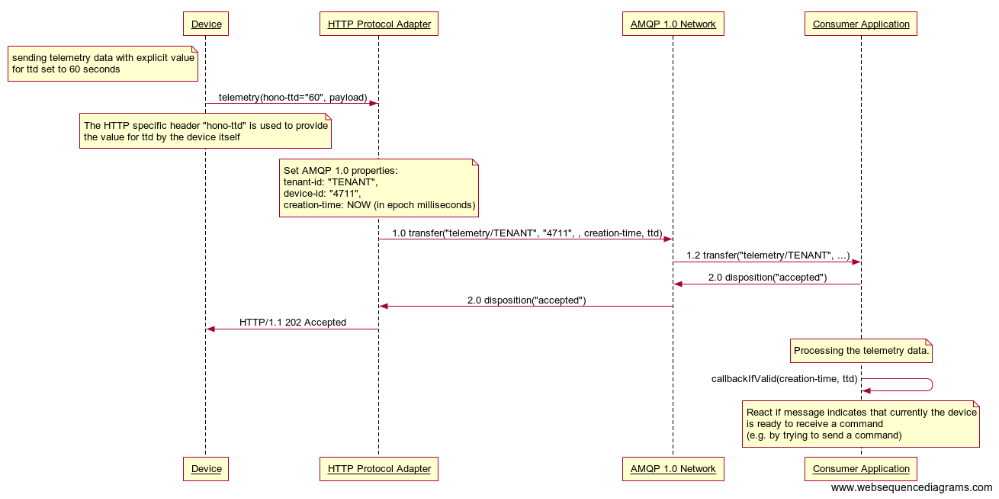 Device
HTTP Protocol Adapter
AMQP 1.0 Network
Consumer Application
sending telemetry data with explicit value
for ttd set to 60 seconds
telemetry(hono-ttd="60", payload)
The HTTP specific header "hono-ttd" is used to provide
the value for ttd by the device itself
Set AMQP 1.0 properties:
tenant-id: "TENANT",
device-id: "4711",
creation-time: NOW (in epoch milliseconds)
1.0 transfer("telemetry/TENANT", "4711", , creation-time, ttd)
1.2 transfer("telemetry/TENANT", ...)
2.0 disposition("accepted")
2.0 disposition("accepted")
HTTP/1.1 202 Accepted
Processing the telemetry data.
callbackIfValid(creation-time, ttd)
React if message indicates that currently the device
is ready to receive a command
(e.g. by trying to send a command)
Device
HTTP Protocol Adapter
AMQP 1.0 Network
Consumer Application
www.websequencediagrams.com